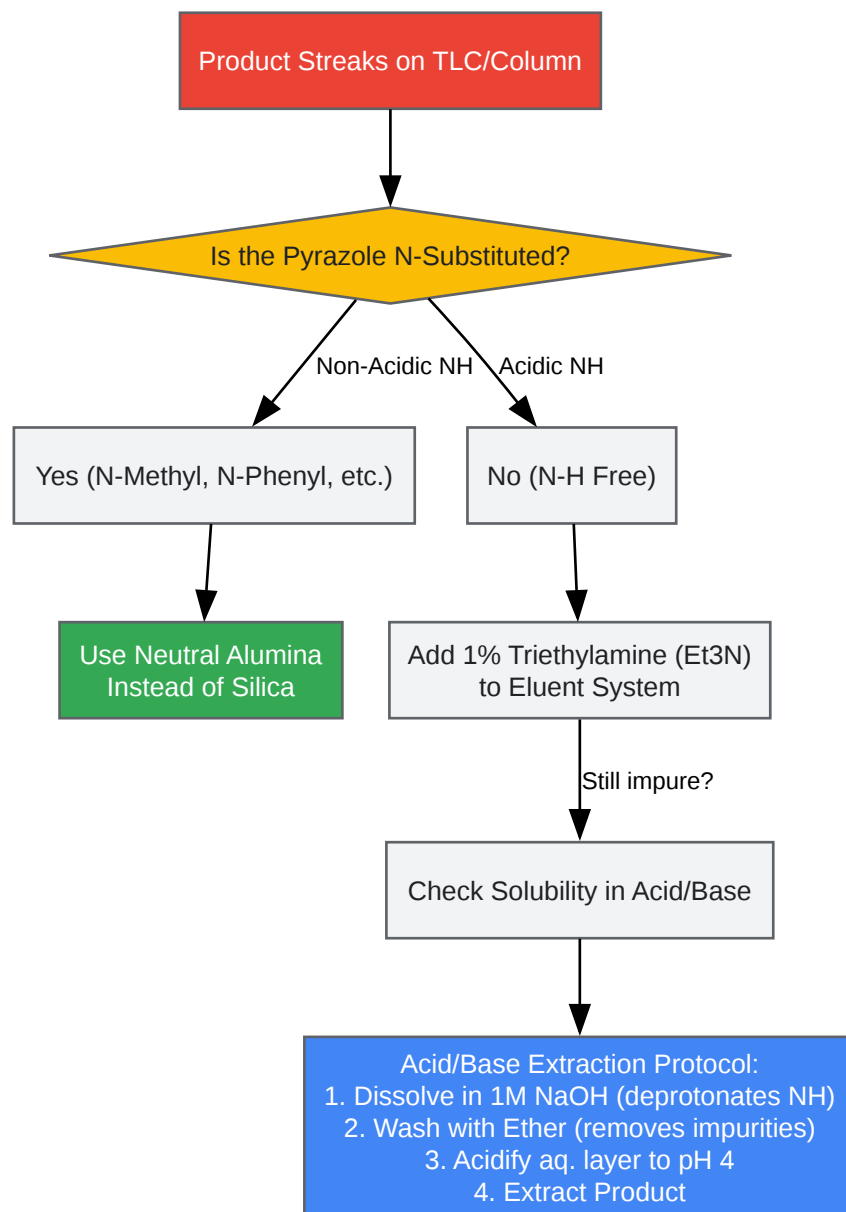 Product Streaks on TLC/Column
Is the Pyrazole N-Substituted?
Non-Acidic NH
Acidic NH
Yes (N-Methyl, N-Phenyl, etc.)
No (N-H Free)
Use Neutral Alumina
Instead of Silica
Add 1% Triethylamine (Et3N)
to Eluent System
Still impure?
Check Solubility in Acid/Base
Acid/Base Extraction Protocol:
1. Dissolve in 1M NaOH (deprotonates NH)
2. Wash with Ether (removes impurities)
3. Acidify aq. layer to pH 4
4. Extract Product